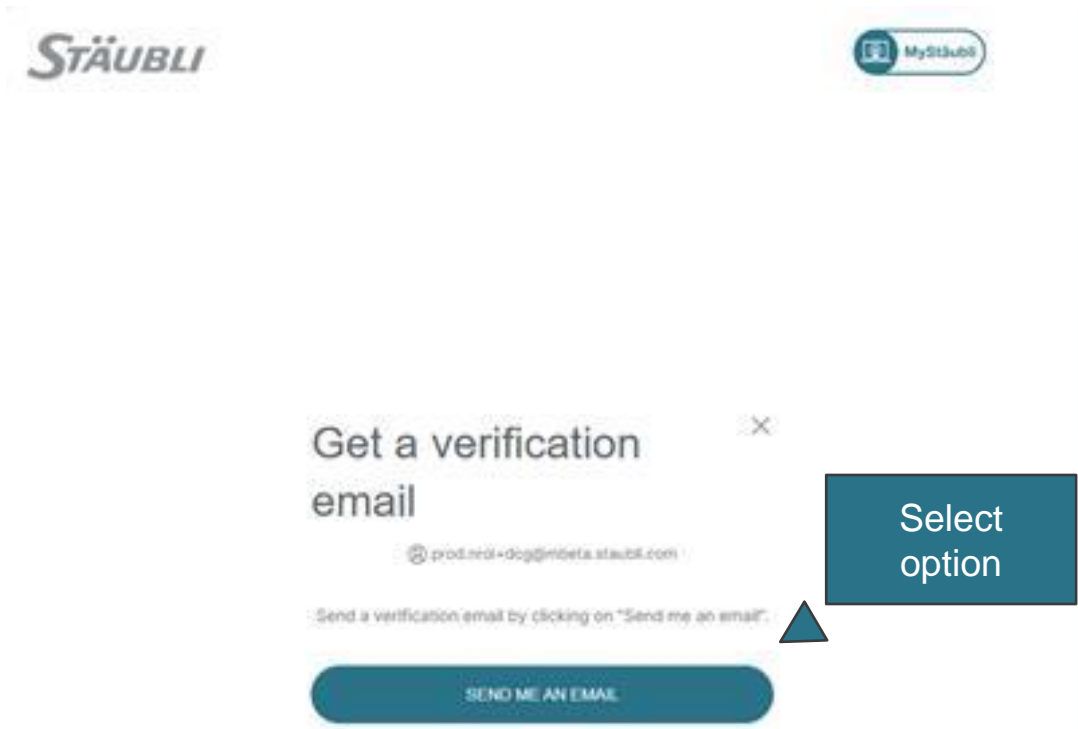 STÄUBLI
MyStäubli
Get a verification
email
Select
option
Send a verification email by clicking on "Send me an email".
SEND ME AN EMAIL